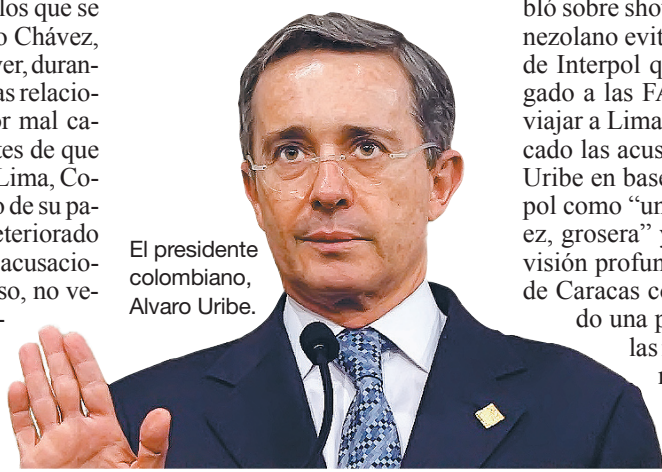 los que se
o Chávez,
yer, duran-
as relacio-
or mal ca-
tes de que
Lima, Co-
o de su pa-
eteriorado
acusacio-
so, no ve-
-
El presidente
colombiano,
Alvaro Uribe.
bló sobre sho
nezolano evit
de Interpol q
gado a las FA
viajar a Lima
cado las acus
Uribe en base
pol como “un
ez, grosera” y
visión profun
de Caracas co
do una p
las